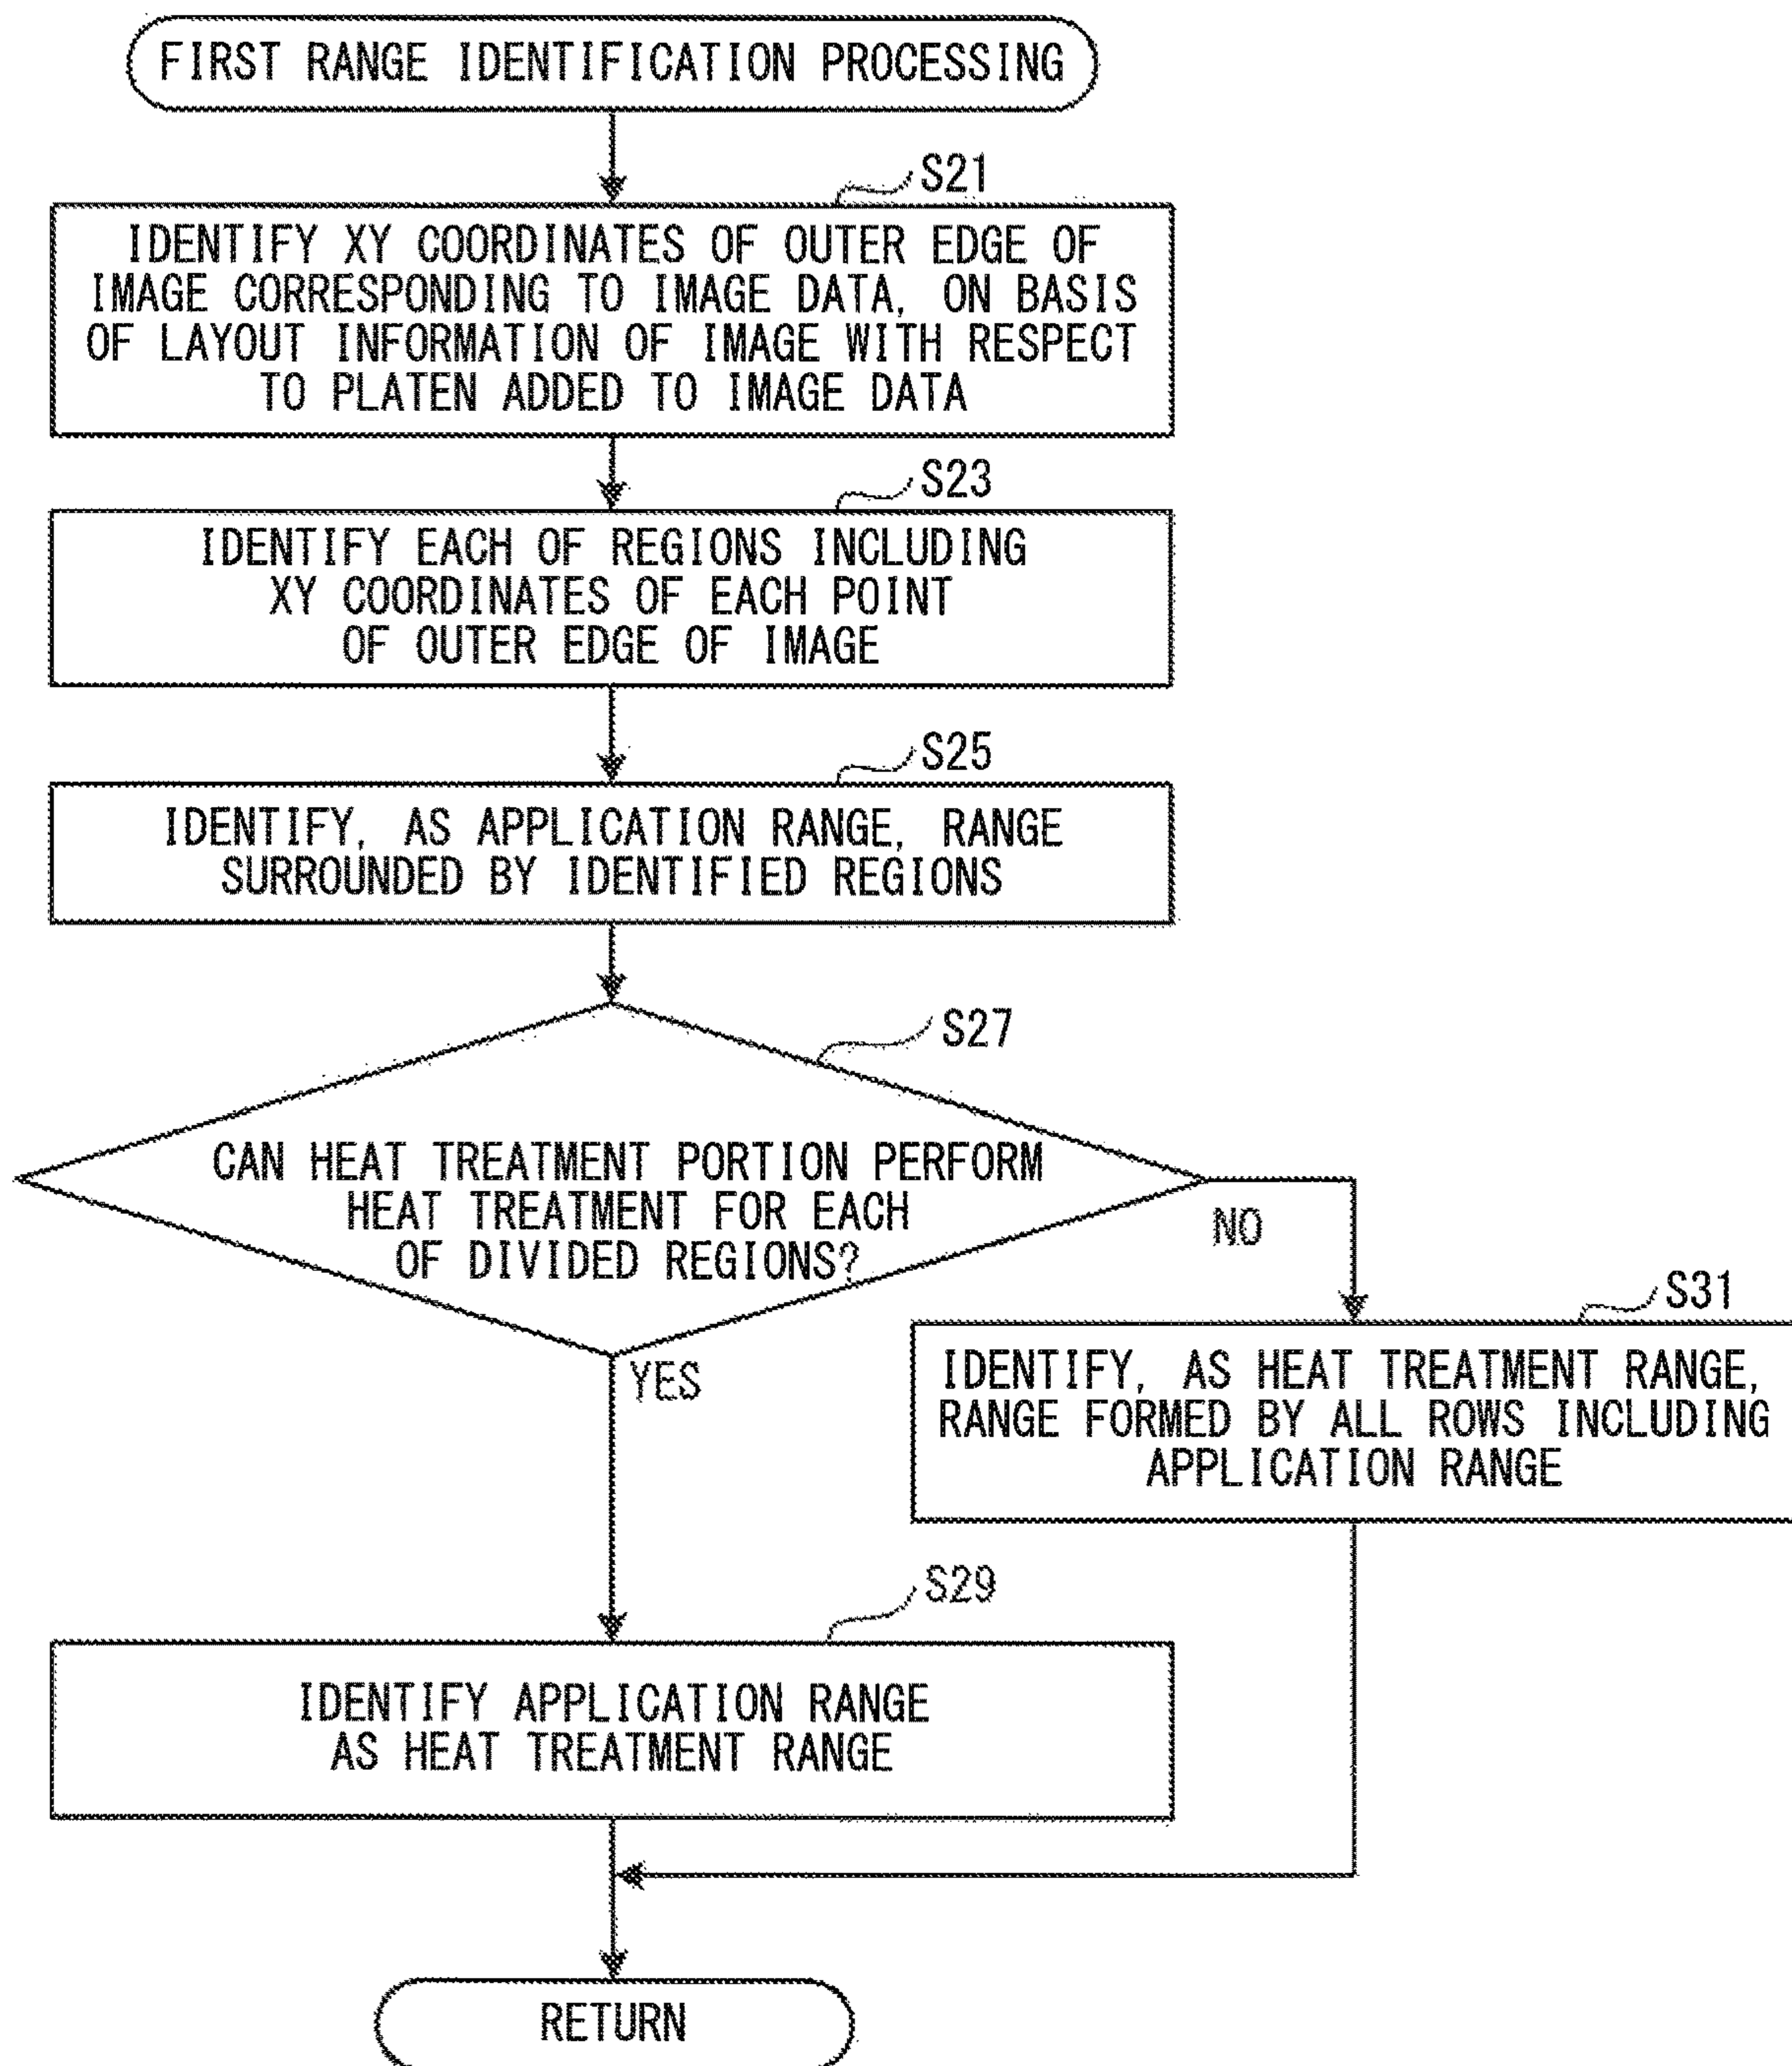 FIRST RANGE IDENTIFICATION PROCESSING
S21
IDENTIFY XY COORDINATES OF OUTER EDGE OF
IMAGE CORRESPONDING TO IMAGE DATA, ON BASIS
OF LAYOUT INFORMATION OF IMAGE WITH RESPECT
TO PLATEN ADDED TO IMAGE DATA
S23
IDENTIFY EACH OF REGIONS INCLUDING
XY COORDINATES OF EACH POINT
OF OUTER EDGE OF IMAGE
S25
IDENTIFY, AS APPLICATION RANGE, RANGE
SURROUNDED BY IDENTIFIED REGIONS
S27
CAN HEAT TREATMENT PORTION PERFORM
HEAT TREATMENT FOR EACH
OF DIVIDED REGIONS?
NO
YES
S31
IDENTIFY, AS HEAT TREATMENT RANGE,
RANGE FORMED BY ALL ROWS INCLUDING
APPLICATION RANGE
S29
IDENTIFY APPLICATION RANGE
AS HEAT TREATMENT RANGE
RETURN